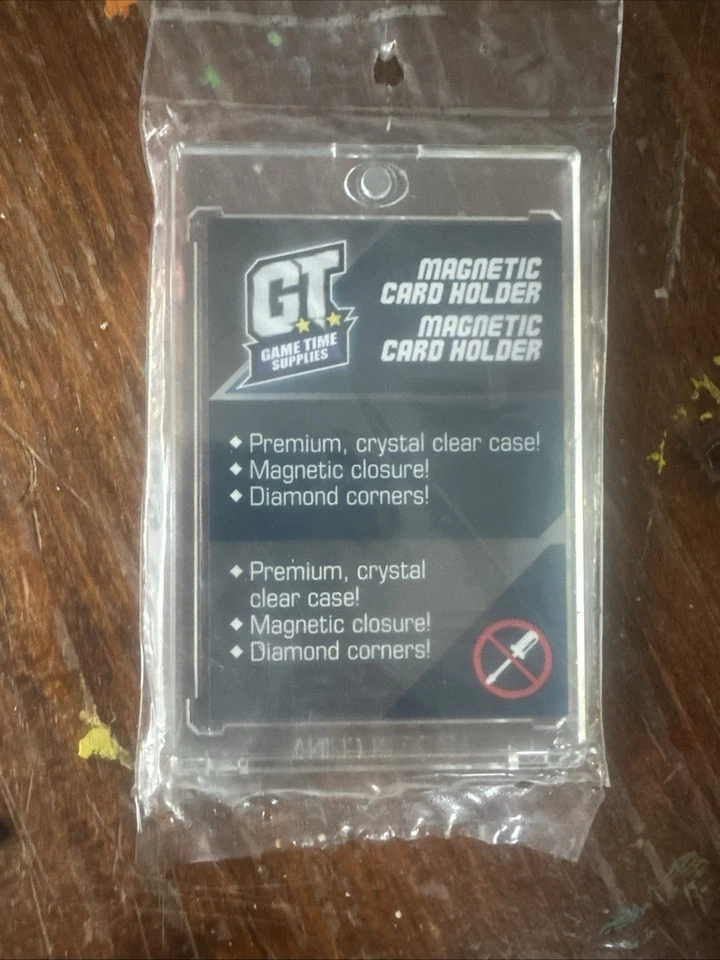 GT
GAME TIME
SUPPLIES
MAGNETIC
CARD HOLDER
MAGNETIC
CARD HOLDER
◆ Premium, crystal clear case!
◆ Magnetic closure!
◆ Diamond corners!
◆ Premium, crystal
clear case!
◆ Magnetic closure!
◆ Diamond corners!